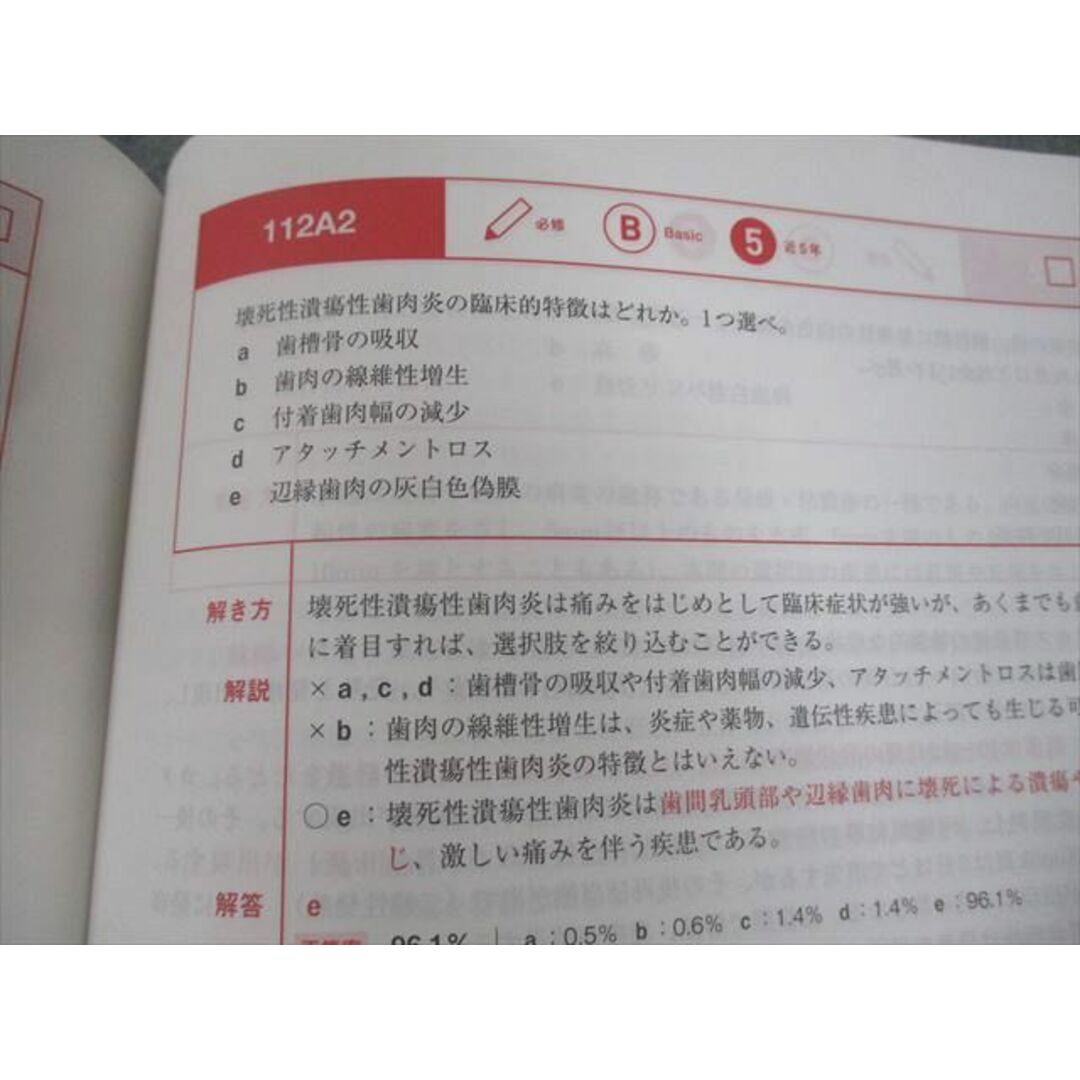 112A2 必修 B Basic 5 近5年
壊死性潰瘍性歯肉炎の臨床的特徴はどれか。1つ選べ。
a 歯槽骨の吸収
b 歯肉の線維性増生
c 付着歯肉幅の減少
d アタッチメントロス
e 辺縁歯肉の灰白色偽膜
解き方 壊死性潰瘍性歯肉炎は痛みをはじめとして臨床症状が強いが、あくまでも
に着目すれば、選択肢を絞り込むことができる。
解説 × a , c , d : 歯槽骨の吸収や付着歯肉幅の減少、アタッチメントロスは歯
× b : 歯肉の線維性増生は、炎症や薬物、遺伝性疾患によっても生じる可
性潰瘍性歯肉炎の特徴とはいえない。
○ e : 壊死性潰瘍性歯肉炎は歯間乳頭部や辺縁歯肉に壊死による潰瘍や
じ、激しい痛みを伴う疾患である。
解答 e
96.1% a : 0.5% b : 0.6% c : 1.4% d : 1.4% e : 96.1%